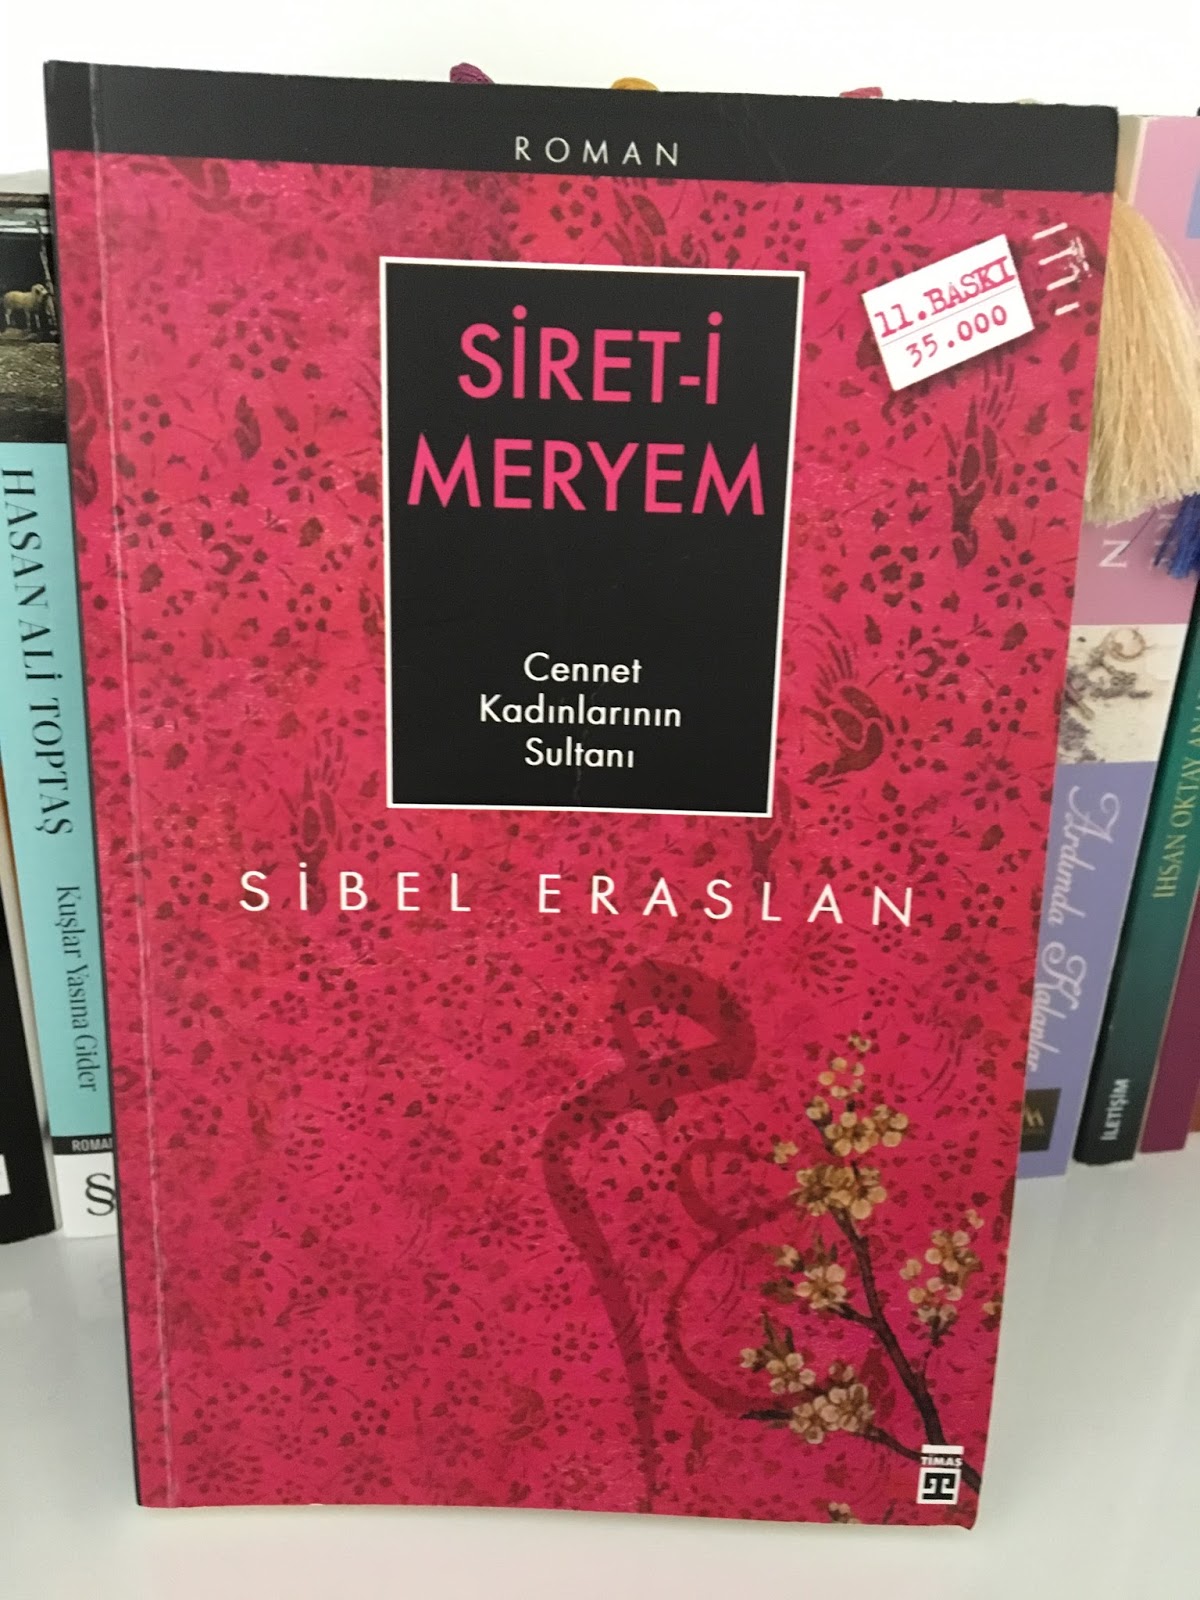 ROMAN
SİRET-İ
MERYEM
Cennet
Kadınlarının
Sultanı
SİBEL ERASLAN
11.BASKI
35.000
TİMAŞ
HASAN ALİ TOPTAŞ
Kuşlar Yasına Gider
Ardımda Kalanlar
İHSAN OKTAY
İLETİŞİM